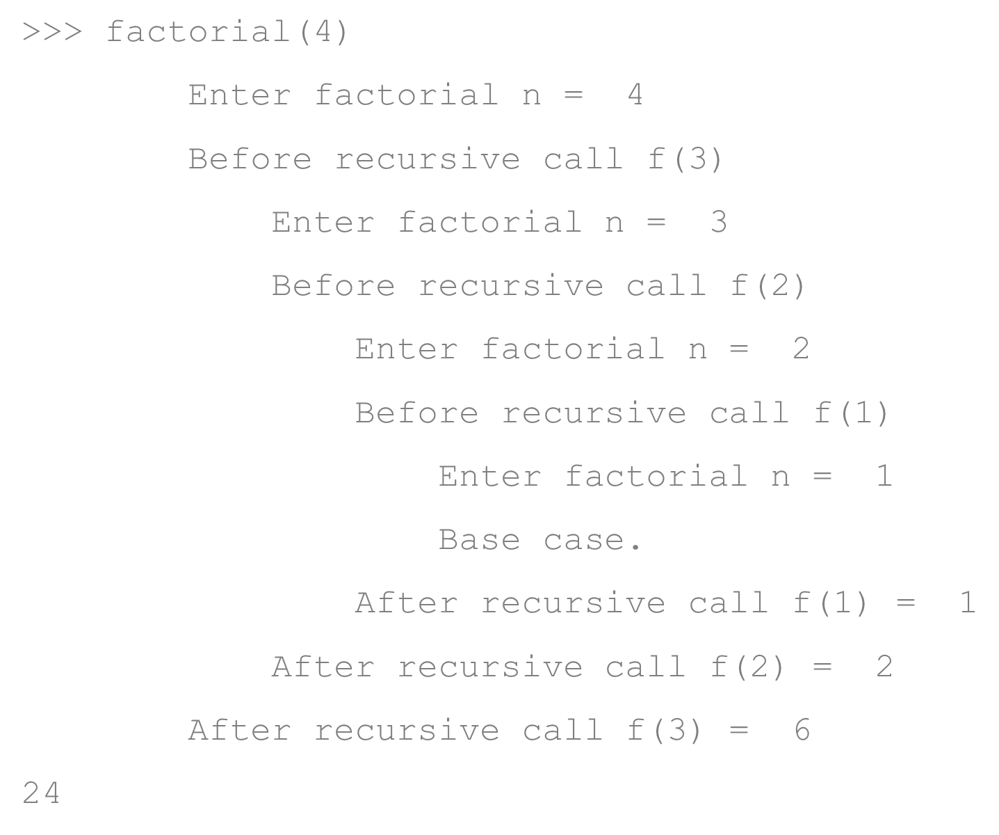 >>> factorial(4)
        Enter factorial n =  4
        Before recursive call f(3)
            Enter factorial n =  3
            Before recursive call f(2)
                Enter factorial n =  2
                Before recursive call f(1)
                    Enter factorial n =  1
                    Base case.
                After recursive call f(1) =  1
            After recursive call f(2) =  2
        After recursive call f(3) =  6
24